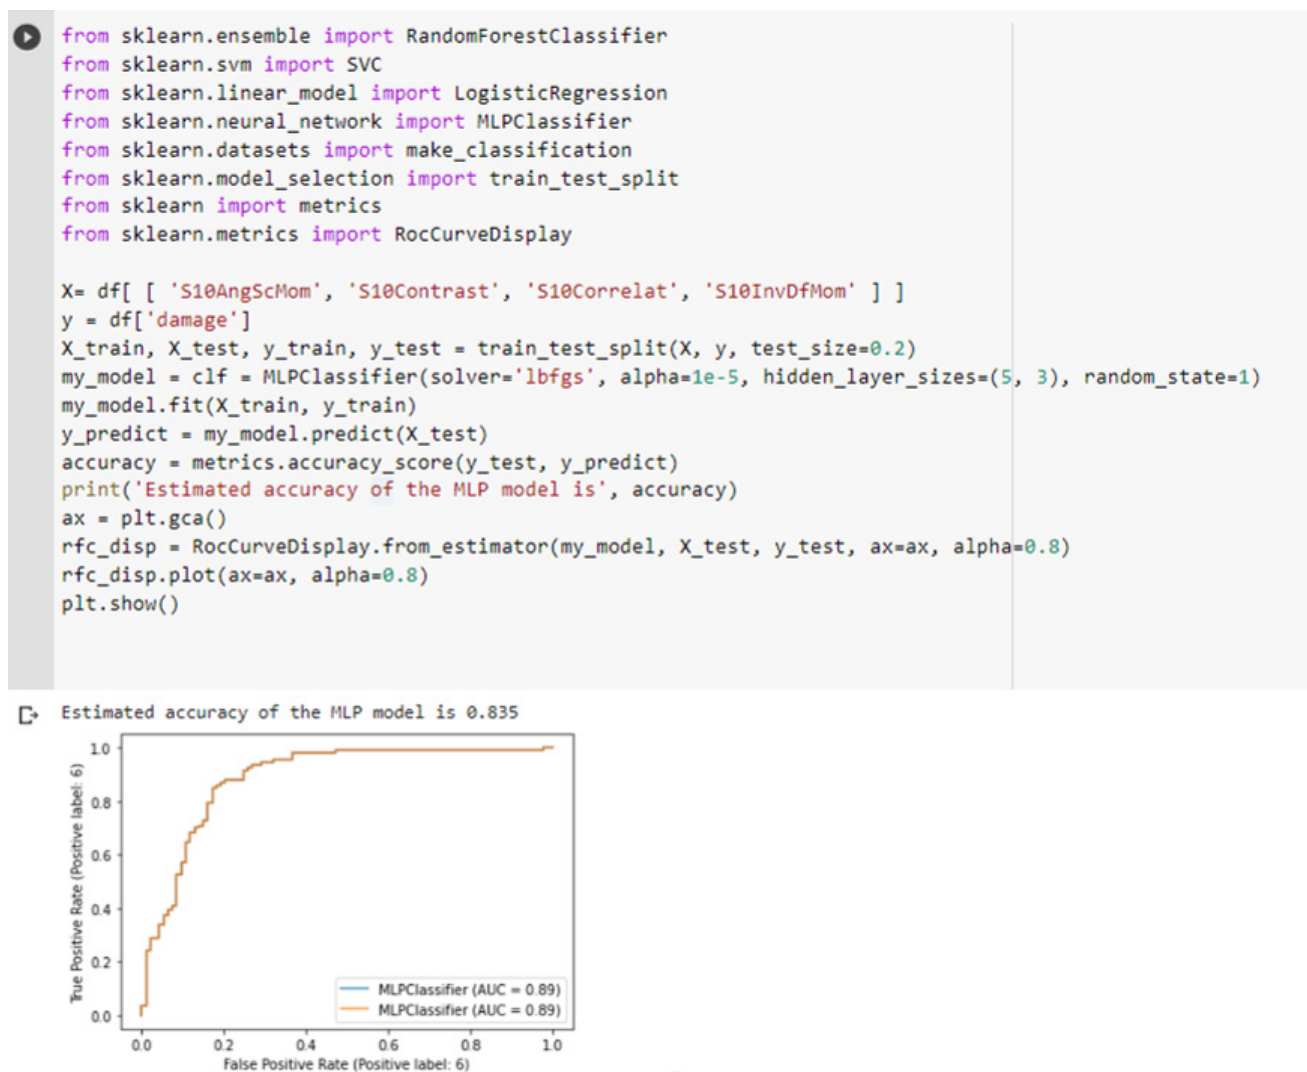 from sklearn.ensemble import RandomForestClassifier
from sklearn.svm import SVC
from sklearn.linear_model import LogisticRegression
from sklearn.neural_network import MLPClassifier
from sklearn.datasets import make_classification
from sklearn.model_selection import train_test_split
from sklearn import metrics
from sklearn.metrics import RocCurveDisplay
X= df[ [ 'S10AngScMom', 'S10Contrast', 'S10Correlat', 'S10InvDfMom' ] ]
y = df['damage']
X_train, X_test, y_train, y_test = train_test_split(X, y, test_size=0.2)
my_model = clf = MLPClassifier(solver='lbfgs', alpha=1e-5, hidden_layer_sizes=(5, 3), random_state=1)
my_model.fit(X_train, y_train)
y_predict = my_model.predict(X_test)
accuracy = metrics.accuracy_score(y_test, y_predict)
print('Estimated accuracy of the MLP model is', accuracy)
ax = plt.gca()
rfc_disp = RocCurveDisplay.from_estimator(my_model, X_test, y_test, ax=ax, alpha=0.8)
rfc_disp.plot(ax=ax, alpha=0.8)
plt.show()
Estimated accuracy of the MLP model is 0.835
True Positive Rate (Positive label: 6)
1.0
0.8
0.6
0.4
0.2
0.0
MLPClassifier (AUC = 0.89)
MLPClassifier (AUC = 0.89)
0.0 0.2 0.4 0.6 0.8 1.0
False Positive Rate (Positive label: 6)